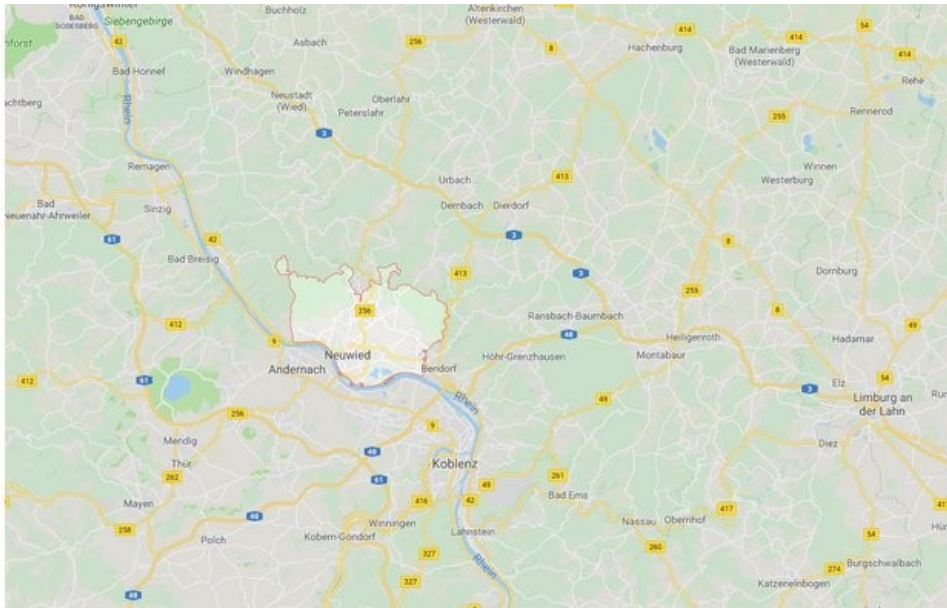 Königswinter
BAD
GODESBERG
Siebengebirge
Buchholz
Altenkirchen
(Westerwald)
54
414
42
256
Asbach
8
Hachenburg
414
Bad Marienberg
(Westerwald)
414
Bad Honnef
Windhagen
Rehe
Neustadt
(Wied)
Oberlahr
Peterslahr
Rhein
255
Rennerod
3
Remagen
Winnen
Westerburg
413
Urbach
Bad
Neuenahr-Ahrweiler
Sinzig
Dernbach
Dierdorf
61
42
3
8
Bad Breisig
413
3
Dornburg
255
256
8
412
Ransbach-Baumbach
49
9
48
Heiligenroth
Hadamar
Neuwied
Höhr-Grenzhausen
Montabaur
Andernach
Bendorf
412
61
3
Elz
54
Limburg an
der Lahn
49
Rhein
256
9
Mendig
Diez
48
Thür
Koblenz
262
61
49
261
Mayen
416
42
Bad Ems
417
48
258
Winningen
Nassau
Obernhof
Polch
Kobern-Gondorf
Lahnstein
54
260
327
Rhein
274
Burgschwalbach
327
Katzenelnbogen
48